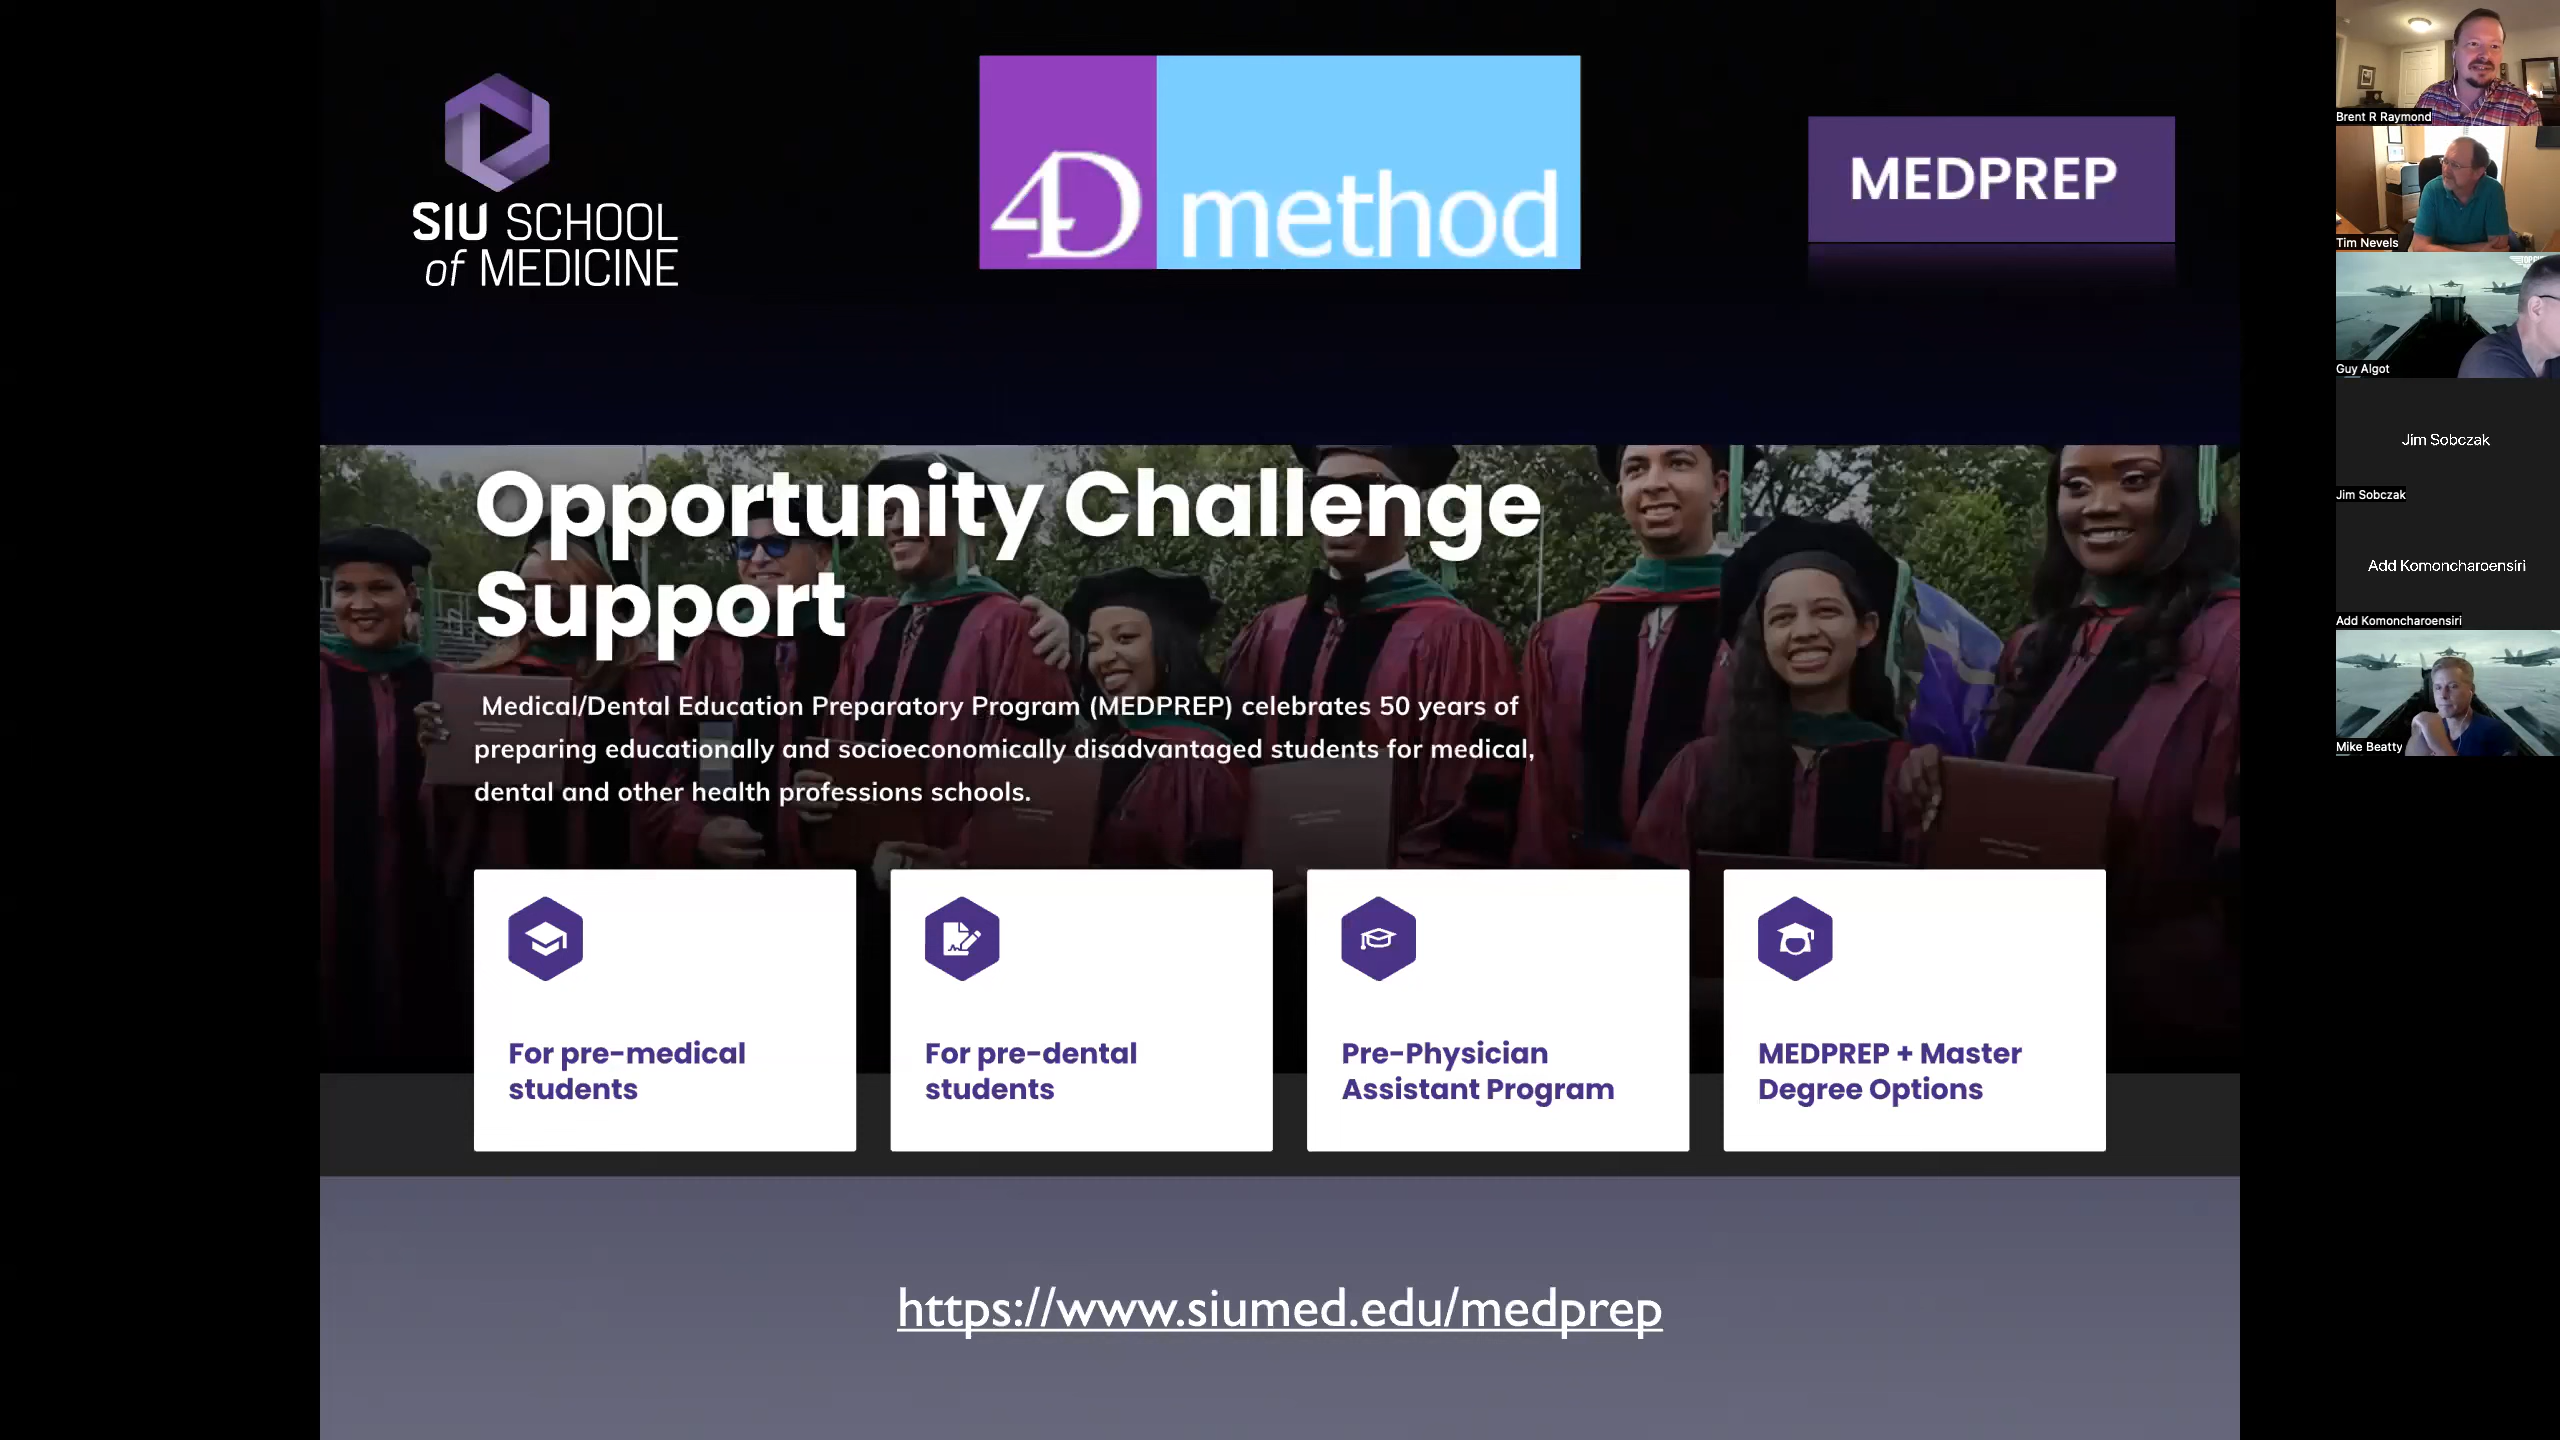 SIU SCHOOL
of MEDICINE
4D method
MEDPREP
Opportunity Challenge
Support
Medical/Dental Education Preparatory Program (MEDPREP) celebrates 50 years of
preparing educationally and socioeconomically disadvantaged students for medical,
dental and other health professions schools.
For pre-medical
students
For pre-dental
students
Pre-Physician
Assistant Program
MEDPREP + Master
Degree Options
https://www.siumed.edu/medprep
Brent R Raymond
Tim Nevels
Guy Algot
Jim Sobczak
Jim Sobczak
Add Komoncharoensiri
Add Komoncharoensiri
Mike Beatty